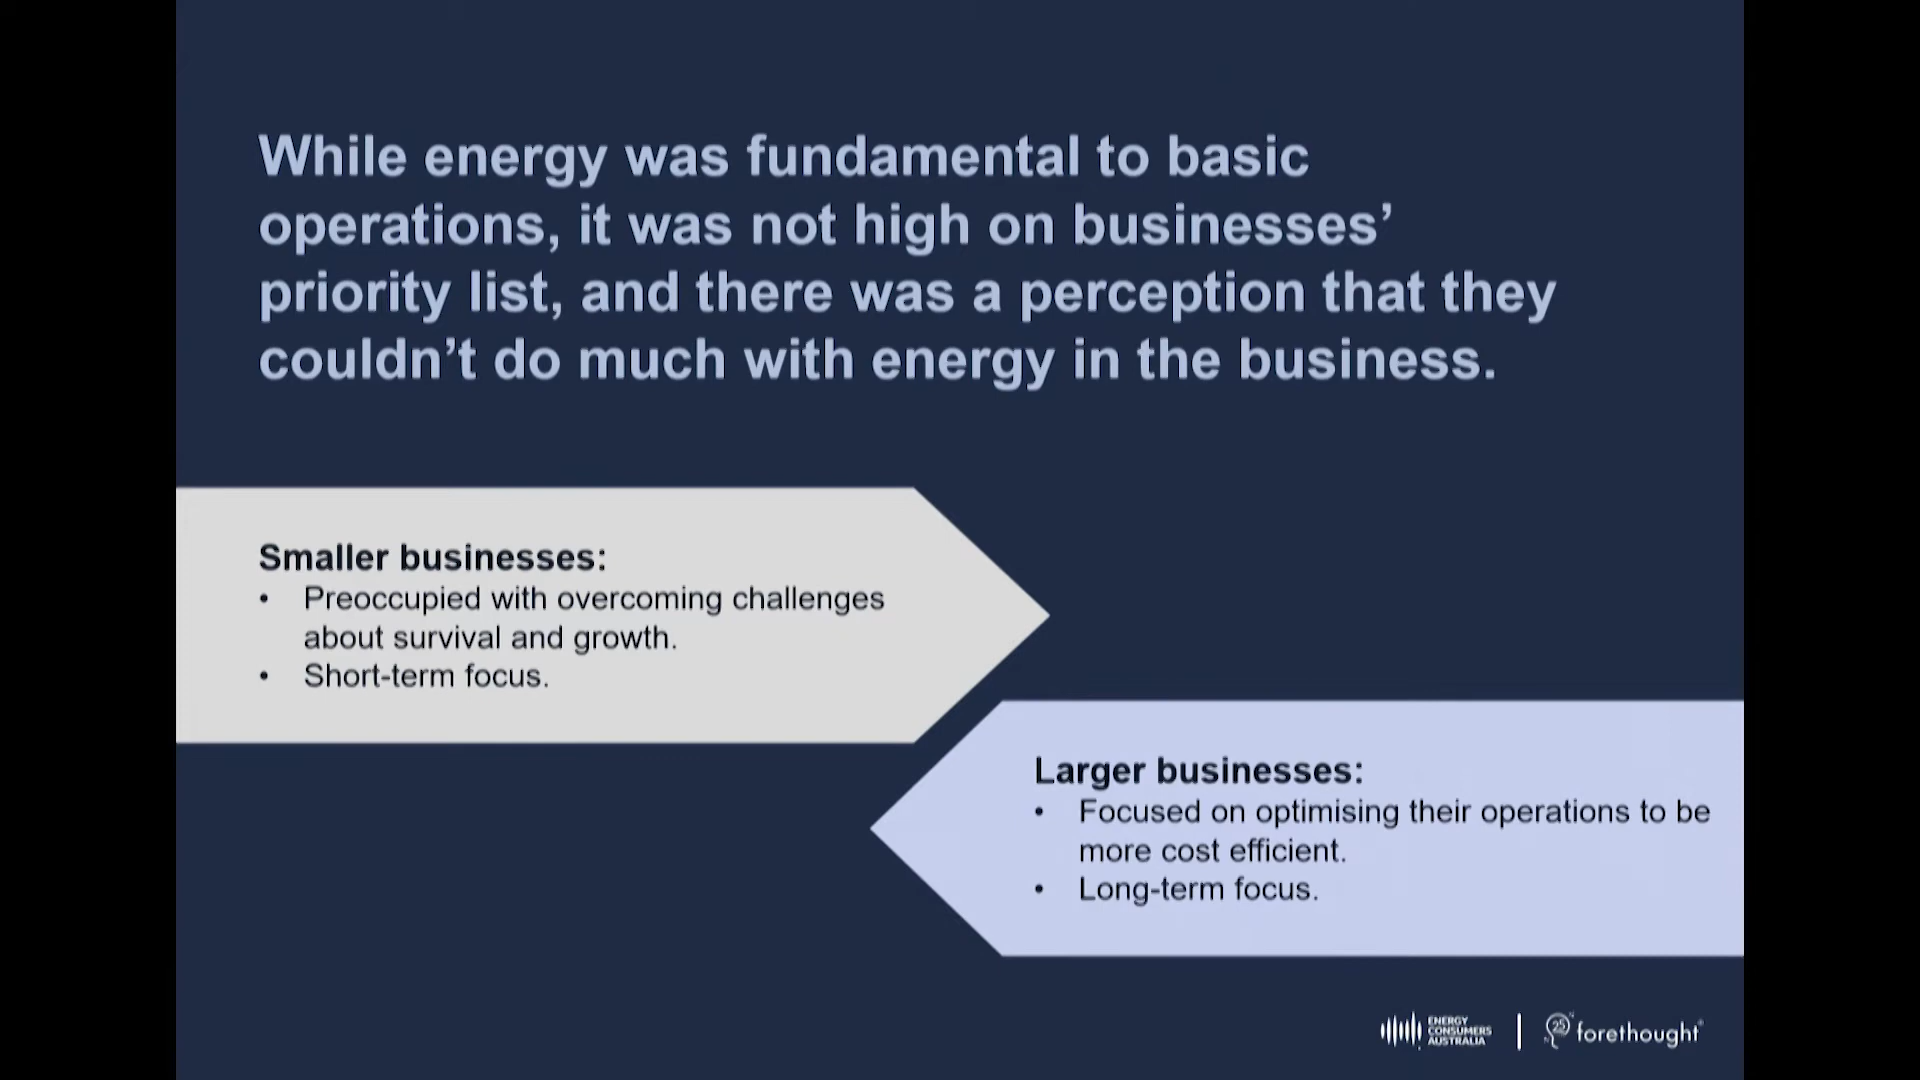 While energy was fundamental to basic
operations, it was not high on businesses’
priority list, and there was a perception that they
couldn’t do much with energy in the business.
Smaller businesses:
• Preoccupied with overcoming challenges
about survival and growth.
• Short-term focus.
Larger businesses:
• Focused on optimising their operations to be
more cost efficient.
• Long-term focus.
ENERGY
CONSUMERS
AUSTRALIA
25
forethought